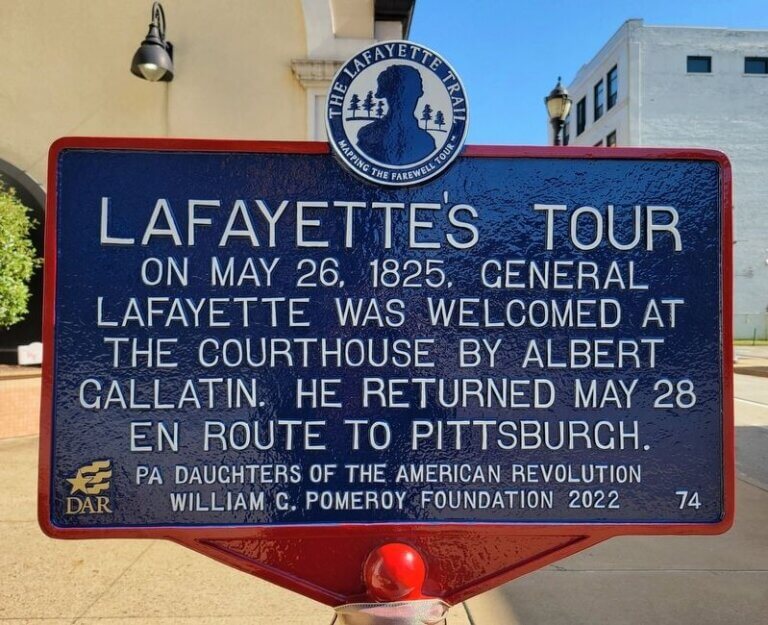 THE LAFAYETTE TRAIL
MAPPING THE FAREWELL TOUR
LAFAYETTE'S TOUR
ON MAY 26, 1825, GENERAL
LAFAYETTE WAS WELCOMED AT
THE COURTHOUSE BY ALBERT
GALLATIN. HE RETURNED MAY 28
EN ROUTE TO PITTSBURGH.
PA DAUGHTERS OF THE AMERICAN REVOLUTION
WILLIAM G. POMEROY FOUNDATION 2022 74
DAR